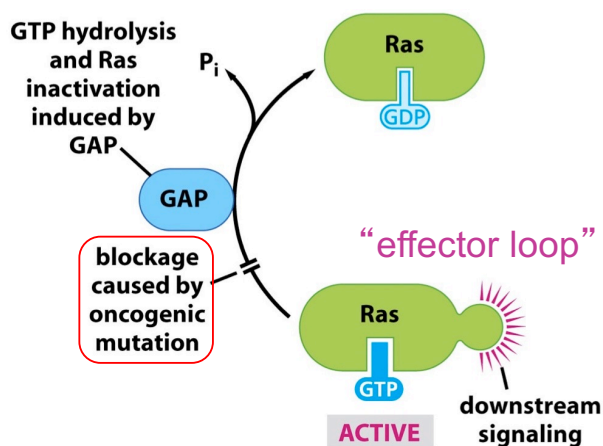 GTP hydrolysis
and Ras
inactivation
induced by
GAP
Pi
Ras
GDP
GAP
blockage
caused by
oncogenic
mutation
“effector loop”
Ras
GTP
ACTIVE
downstream
signaling